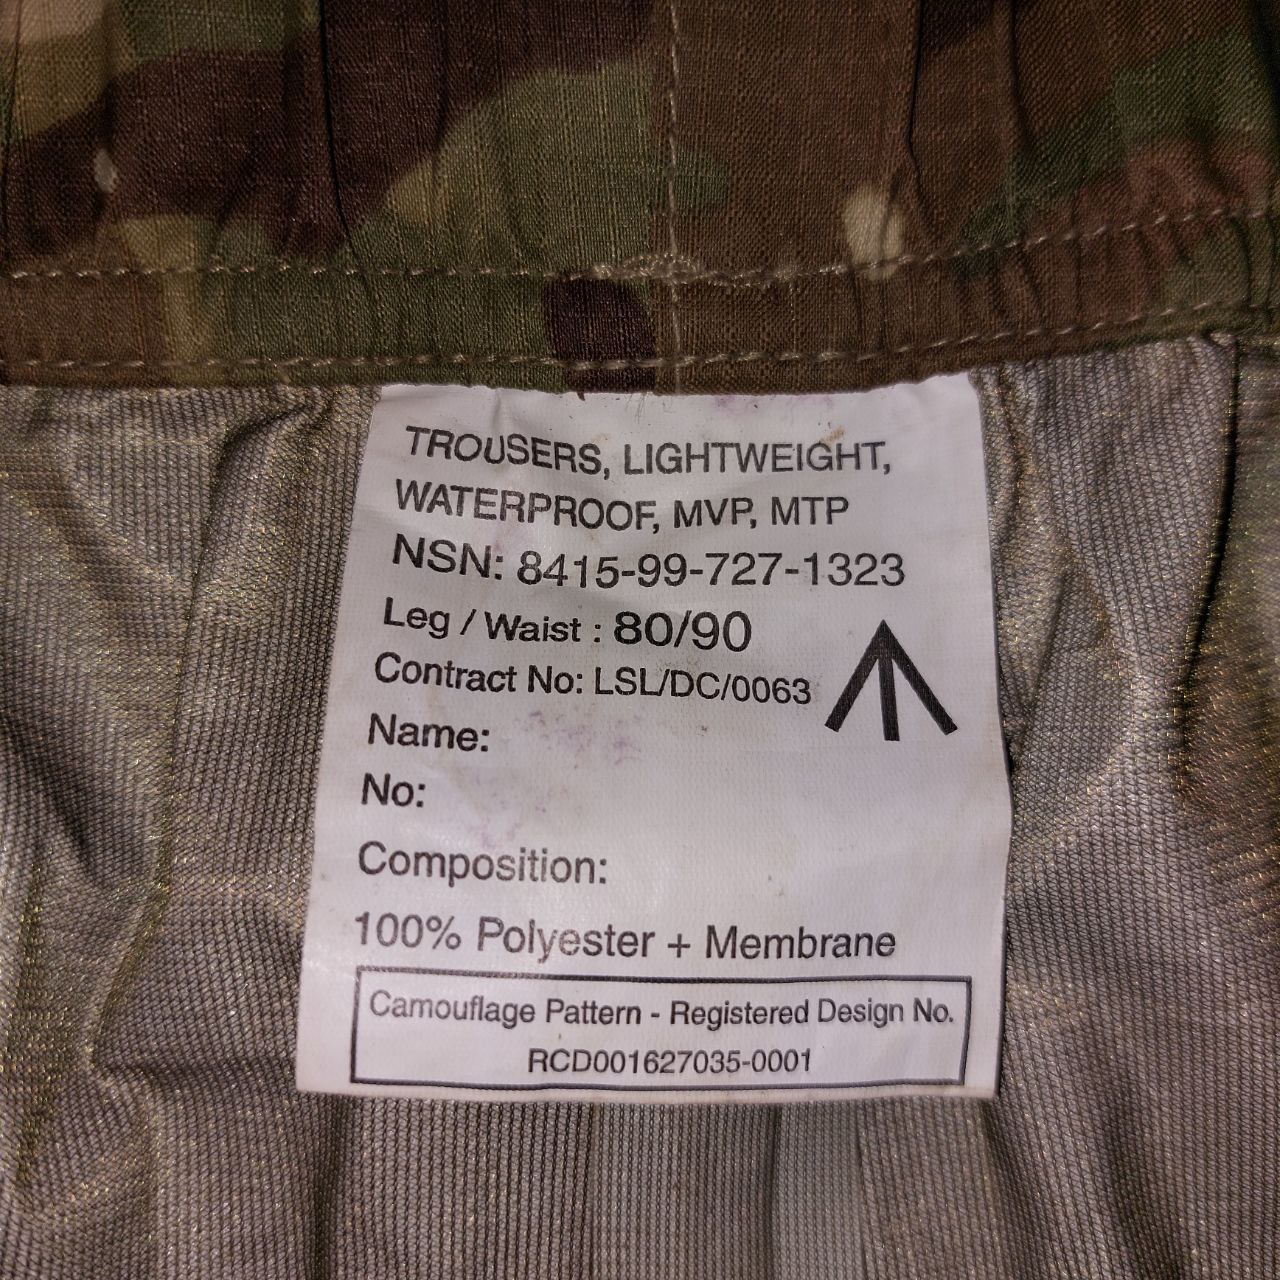 TROUSERS, LIGHTWEIGHT,
WATERPROOF, MVP, MTP
NSN: 8415-99-727-1323
Leg / Waist : 80/90
Contract No: LSL/DC/0063
Name:
No:
Composition:
100% Polyester + Membrane
Camouflage Pattern - Registered Design No.
RCD001627035-0001